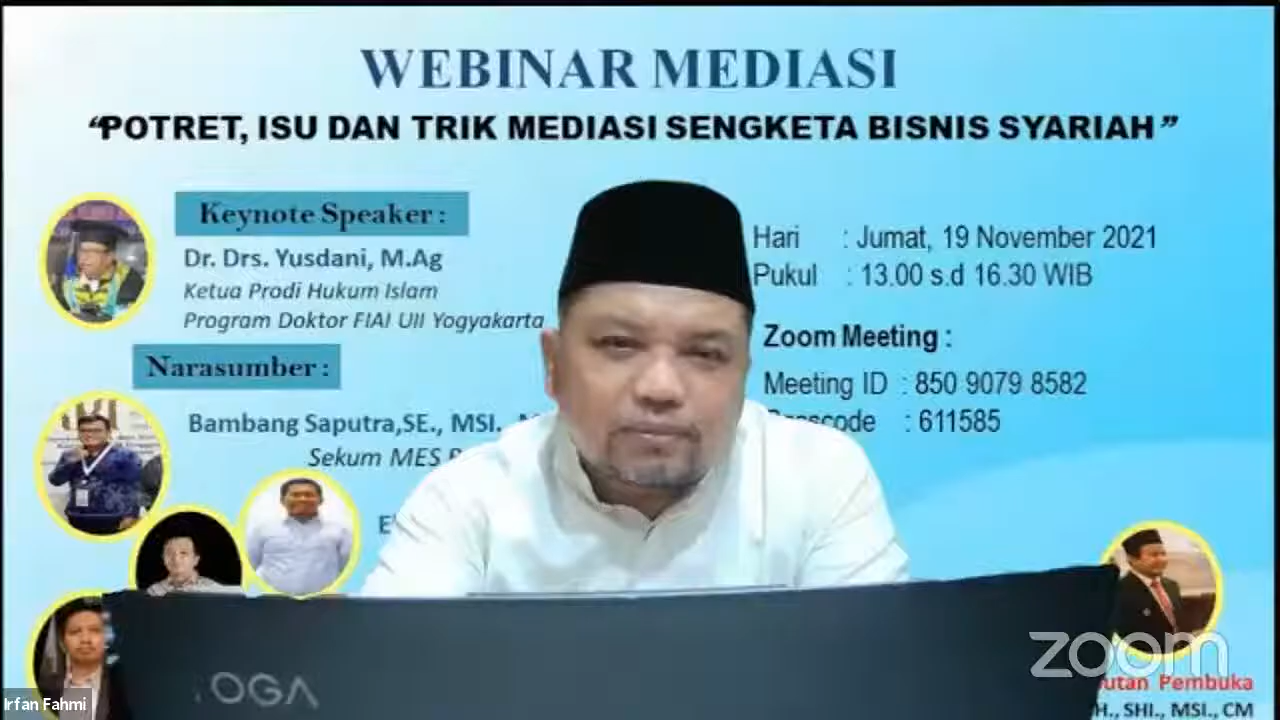 WEBINAR MEDIASI
“POTRET, ISU DAN TRIK MEDIASI SENGKETA BISNIS SYARIAH”
Keynote Speaker :
Dr. Drs. Yusdani, M.Ag
Ketua Prodi Hukum Islam
Program Doktor FIAI UII Yogyakarta
Narasumber :
Bambang Saputra,SE., MSI.
Sekum MES
Hari : Jumat, 19 November 2021
Pukul : 13.00 s.d 16.30 WIB
Zoom Meeting :
Meeting ID : 850 9079 8582
: 611585
OGA
zoom
utan Pembuka
H., SHI., MSI., CM
Irfan Fahmi